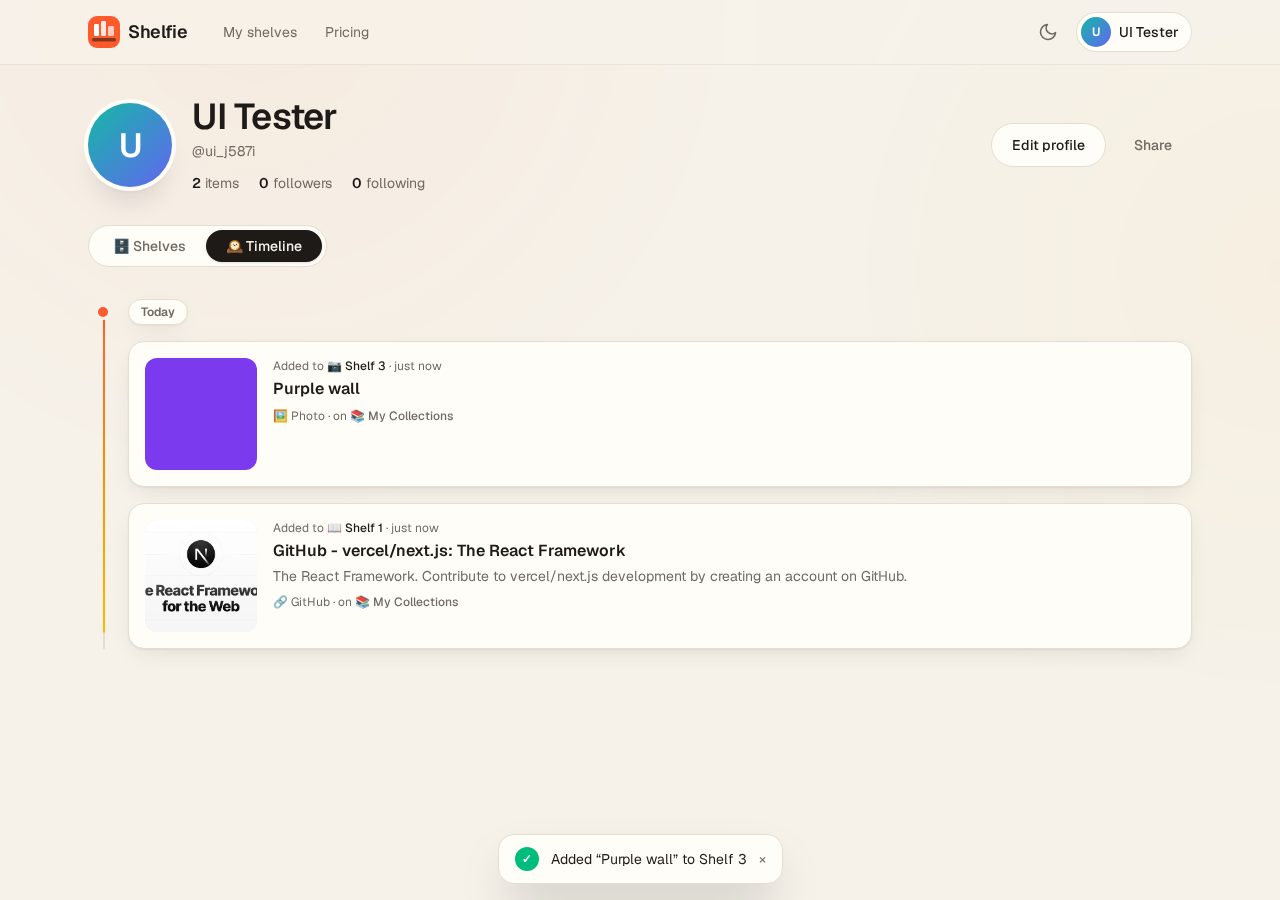 Shelfie
My shelves
Pricing
U
UI Tester
U
UI Tester
@ui_j587i
2 items
0 followers
0 following
Edit profile
Share
🗄️ Shelves
🕰️ Timeline
Today
Added to 📷 Shelf 3 · just now
Purple wall
🖼️ Photo · on 📚 My Collections
N
e React Framewo
for the Web
Added to 📖 Shelf 1 · just now
GitHub - vercel/next.js: The React Framework
The React Framework. Contribute to vercel/next.js development by creating an account on GitHub.
🔗 GitHub · on 📚 My Collections
✓ Added “Purple wall” to Shelf 3 ×